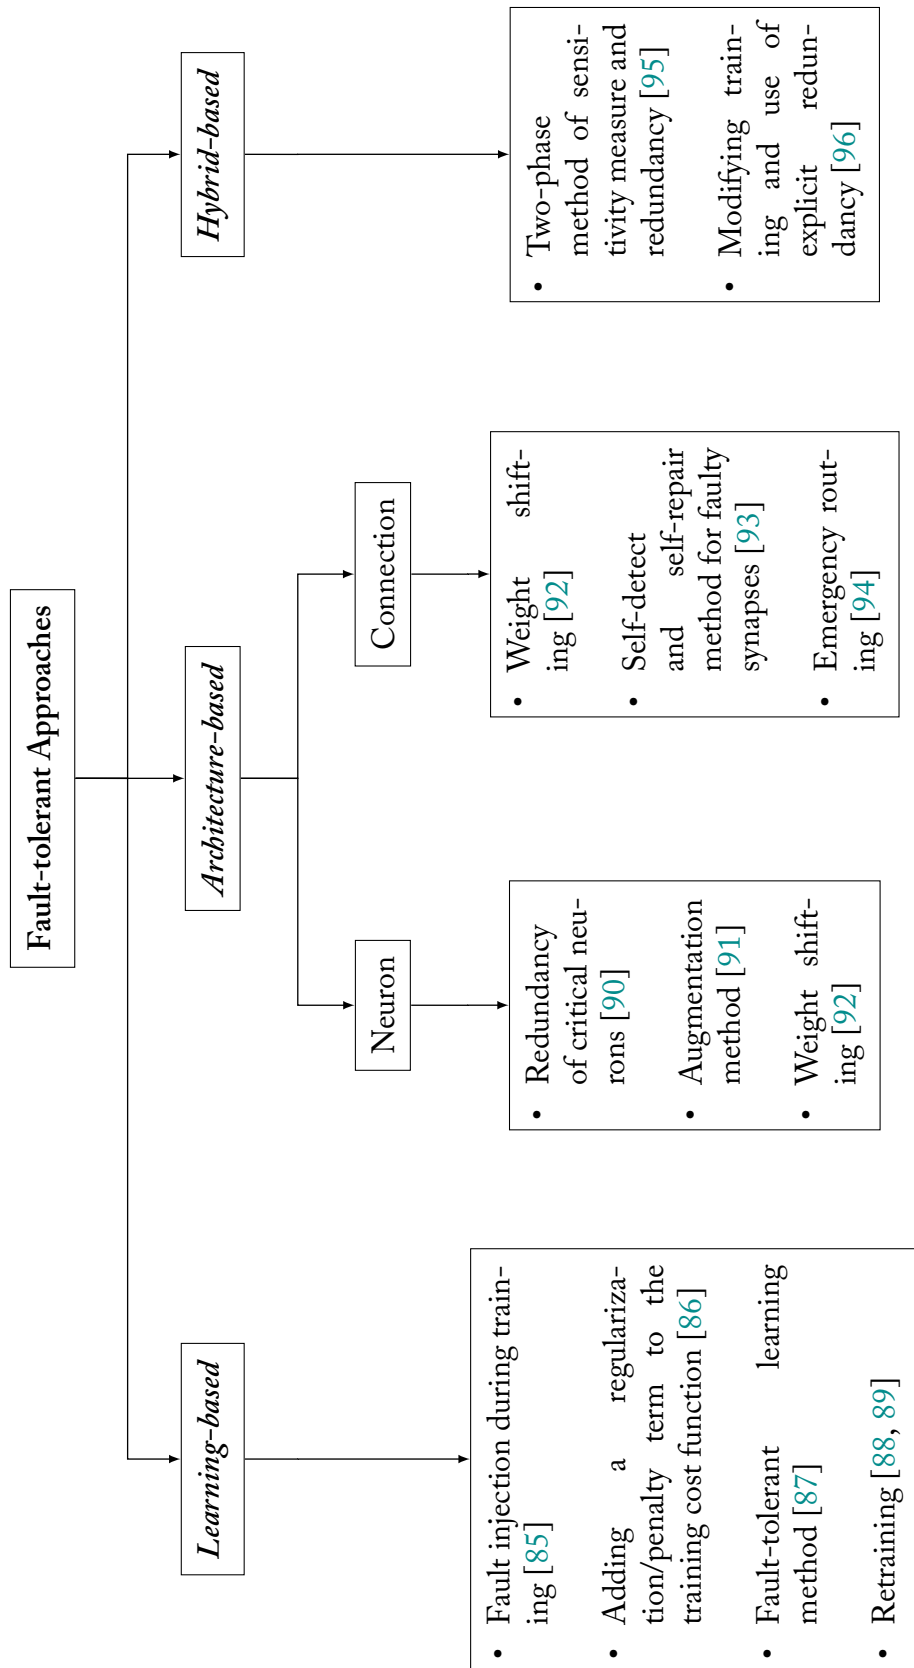 Fault-tolerant Approaches
Learning-based
Architecture-based
Hybrid-based
Neuron
Connection
• Fault injection during train-
ing [85]
• Adding a regulariza-
tion/penalty term to the
training cost function [86]
• Fault-tolerant learning
method [87]
• Retraining [88, 89]
• Redundancy
of critical neu-
rons [90]
• Augmentation
method [91]
• Weight shift-
ing [92]
• Weight shift-
ing [92]
• Self-detect
and self-repair
method for faulty
synapses [93]
• Emergency rout-
ing [94]
• Two-phase
method of sensi-
tivity measure and
redundancy [95]
• Modifying train-
ing and use of
explicit redun-
dancy [96]